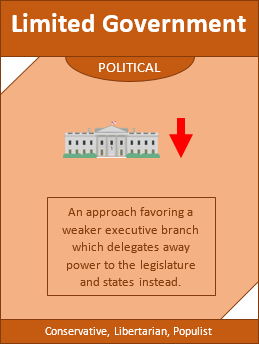 Limited Government
POLITICAL
An approach favoring a
weaker executive branch
which delegates away
power to the legislature
and states instead.
Conservative, Libertarian, Populist